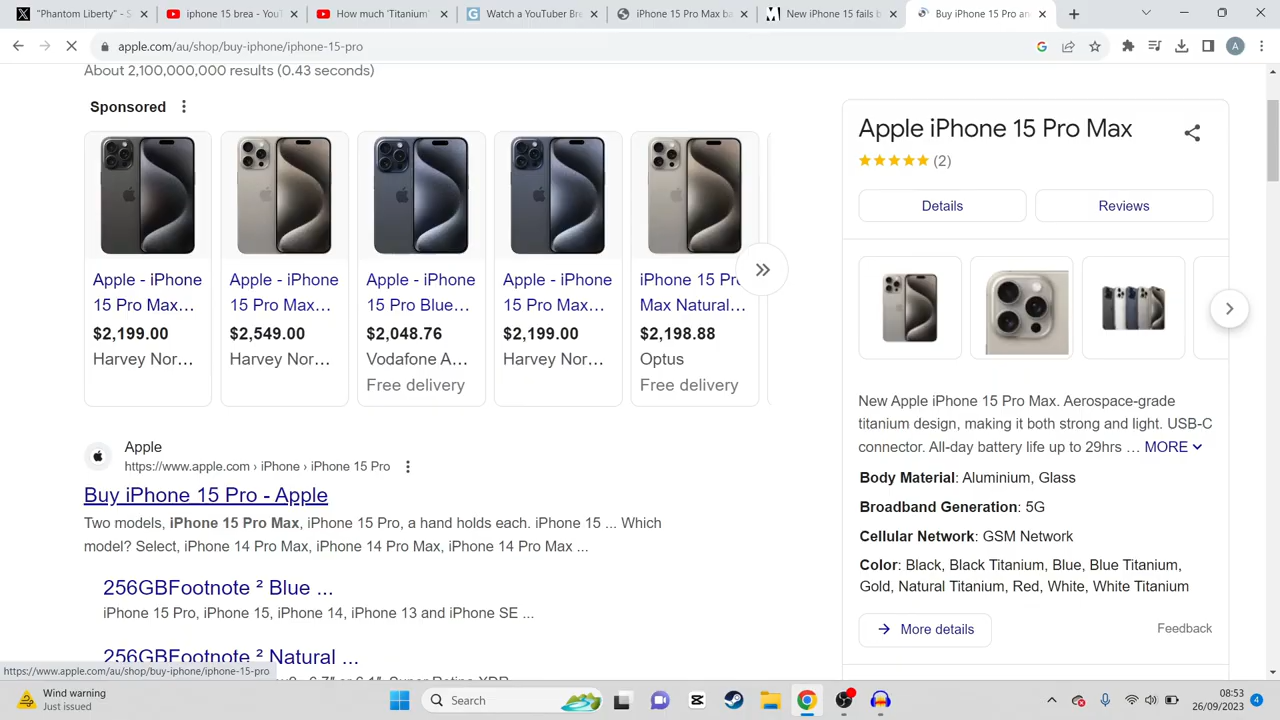 "Phantom Liberty" - S
iphone 15 brea - You
How much 'Titanium'
Watch a YouTuber Bre
iPhone 15 Pro Max ba
New iPhone 15 fails b
Buy iPhone 15 Pro an
apple.com/au/shop/buy-iphone/iphone-15-pro
A
About 2,100,000,000 results (0.43 seconds)
Sponsored
Apple - iPhone
15 Pro Max...
$2,199.00
Harvey Nor...
Apple - iPhone
15 Pro Max...
$2,549.00
Harvey Nor...
Apple - iPhone
15 Pro Blue...
$2,048.76
Vodafone A...
Free delivery
Apple - iPhone
15 Pro Max...
$2,199.00
Harvey Nor...
iPhone 15 Pro
Max Natural...
$2,198.88
Optus
Free delivery
Apple
https://www.apple.com › iPhone › iPhone 15 Pro
Buy iPhone 15 Pro - Apple
Two models, iPhone 15 Pro Max, iPhone 15 Pro, a hand holds each. iPhone 15 ... Which
model? Select, iPhone 14 Pro Max, iPhone 14 Pro Max, iPhone 14 Pro Max ...
256GBFootnote ² Blue ...
iPhone 15 Pro, iPhone 15, iPhone 14, iPhone 13 and iPhone SE ...
256GBFootnote ² Natural ...
6.7″ or 6.1″ Super Retina XDR
https://www.apple.com/au/shop/buy-iphone/iphone-15-pro
Apple iPhone 15 Pro Max
(2)
Details
Reviews
New Apple iPhone 15 Pro Max. Aerospace-grade
titanium design, making it both strong and light. USB-C
connector. All-day battery life up to 29hrs ... MORE
Body Material: Aluminium, Glass
Broadband Generation: 5G
Cellular Network: GSM Network
Color: Black, Black Titanium, Blue, Blue Titanium,
Gold, Natural Titanium, Red, White, White Titanium
More details
Feedback
Wind warning
Just issued
Search
08:53
26/09/2023
4